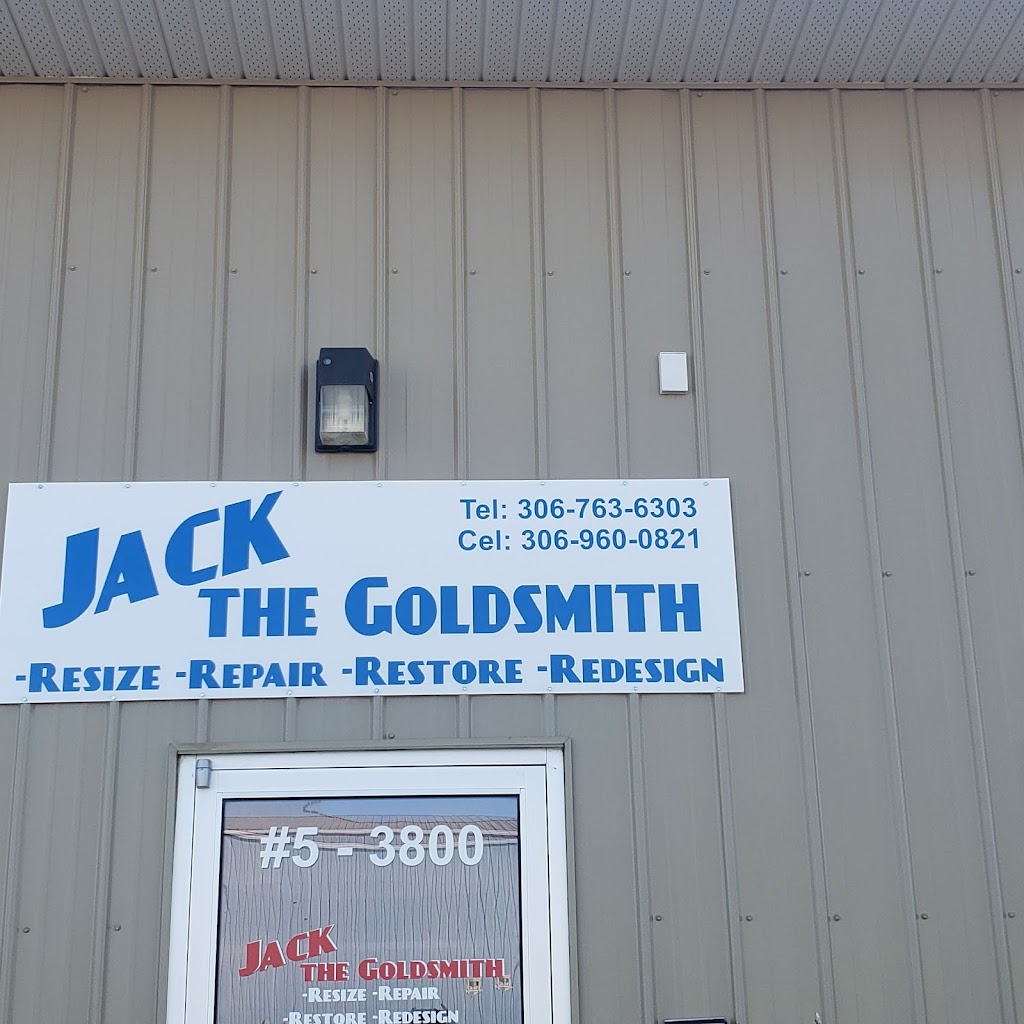 Jack
Tel: 306-763-6303
Cel: 306-960-0821
the Goldsmith
-Resize -Repair -Restore -Redesign
#5 - 3800
Jack
the Goldsmith
-Resize -Repair
-Restore -Redesign